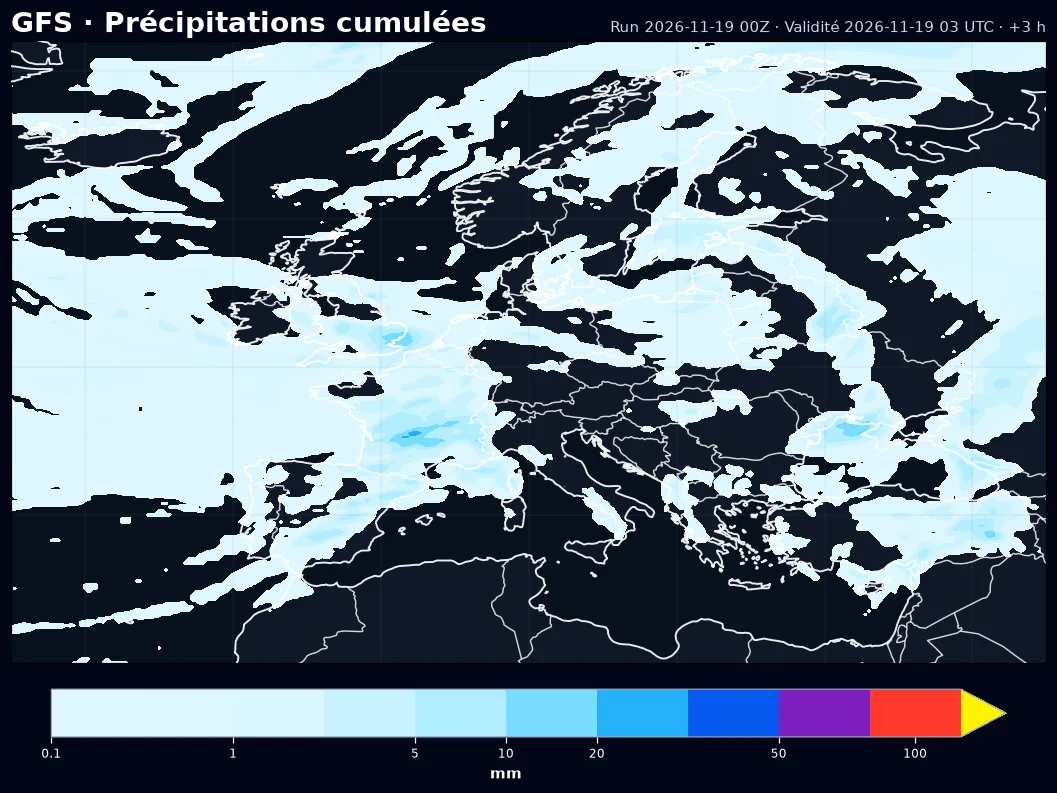 GFS · Précipitations cumulées
Run 2026-11-19 00Z · Validité 2026-11-19 03 UTC · +3 h
0.1 1 5 10 20 50 100
mm